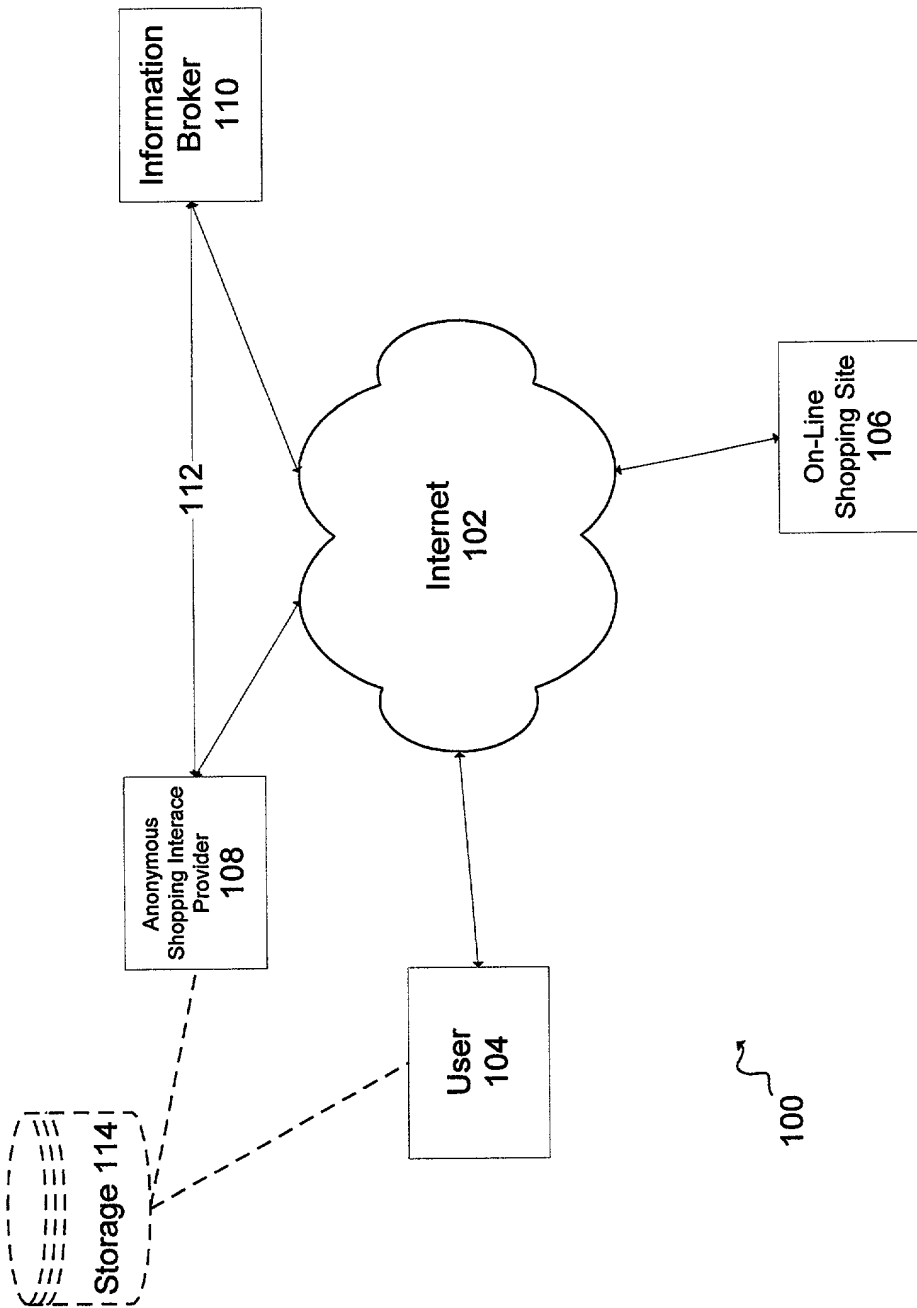 Storage 114
Anonymous
Shopping Interace
Provider
108
112
Information
Broker
110
User
104
Internet
102
On-Line
Shopping Site
106
100